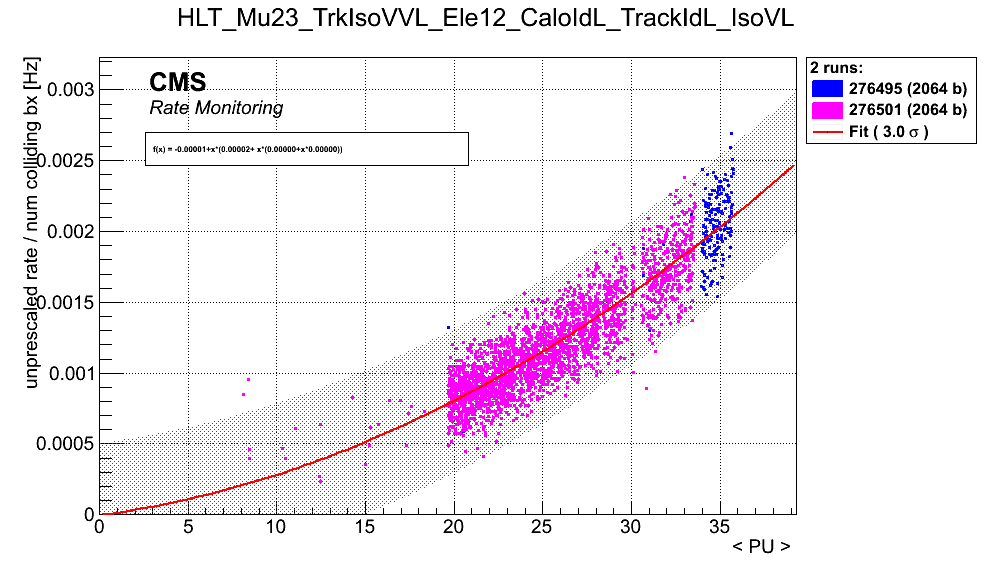 HLT_Mu23_TrkIsoVVL_Ele12_CaloIdL_TrackIdL_IsoVL
unprescaled rate / num colliding bx [Hz]
CMS
Rate Monitoring
f(x) = -0.00001+x*(0.00002+ x*(0.00000+x*0.00000))
2 runs:
276495 (2064 b)
276501 (2064 b)
Fit ( 3.0 σ )
0.003
0.0025
0.002
0.0015
0.001
0.0005
0
0 5 10 15 20 25 30 35
< PU >